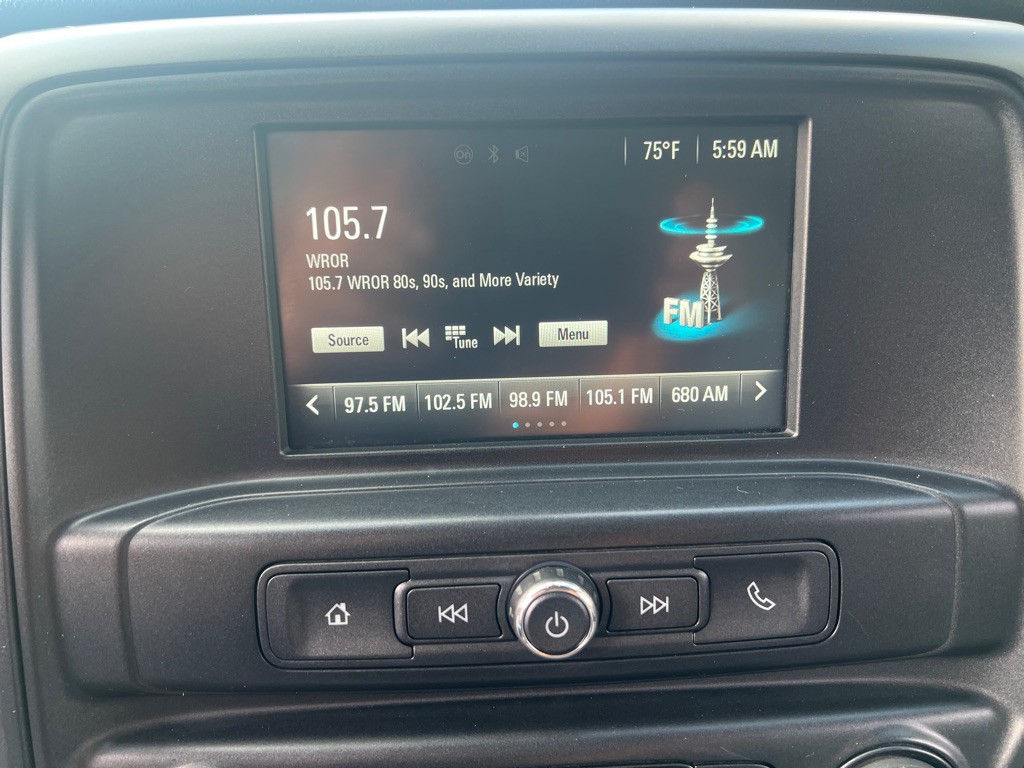 On
75°F 5:59 AM
105.7
WROR
105.7 WROR 80s, 90s, and More Variety
FM
Source Tune Menu
97.5 FM 102.5 FM 98.9 FM 105.1 FM 680 AM